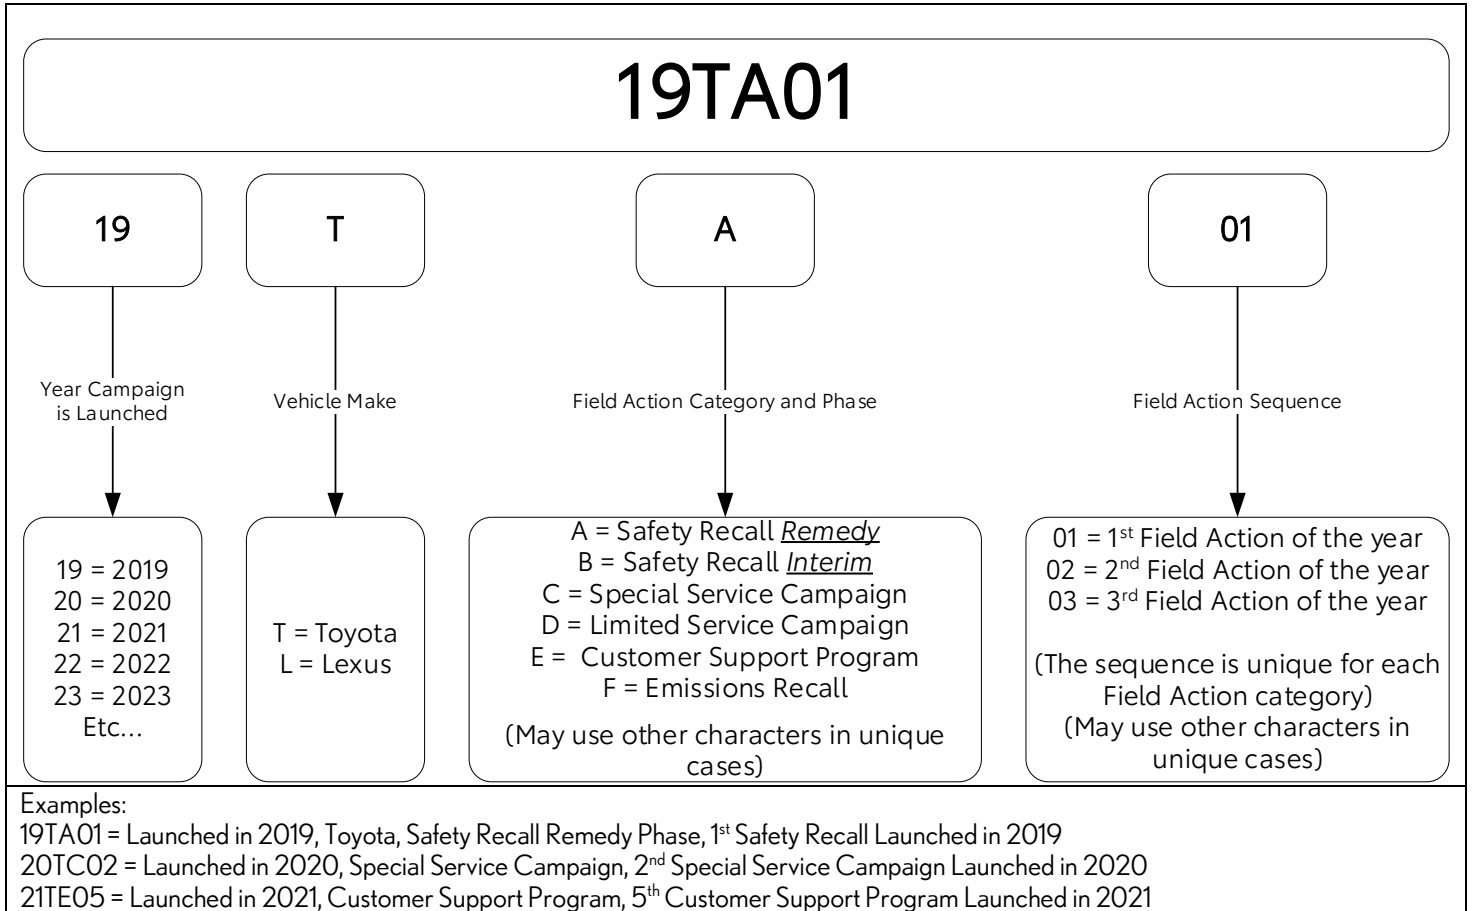 19TA01
19
T
A
01
Year Campaign
is Launched
Vehicle Make
Field Action Category and Phase
Field Action Sequence
19 = 2019
20 = 2020
21 = 2021
22 = 2022
23 = 2023
Etc...
T = Toyota
L = Lexus
A = Safety Recall Remedy
B = Safety Recall Interim
C = Special Service Campaign
D = Limited Service Campaign
E =  Customer Support Program
F = Emissions Recall
(May use other characters in unique
cases)
01 = 1st Field Action of the year
02 = 2nd Field Action of the year
03 = 3rd Field Action of the year
(The sequence is unique for each
Field Action category)
(May use other characters in
unique cases)
Examples:
19TA01 = Launched in 2019, Toyota, Safety Recall Remedy Phase, 1st Safety Recall Launched in 2019
20TC02 = Launched in 2020, Special Service Campaign, 2nd Special Service Campaign Launched in 2020
21TE05 = Launched in 2021, Customer Support Program, 5th Customer Support Program Launched in 2021